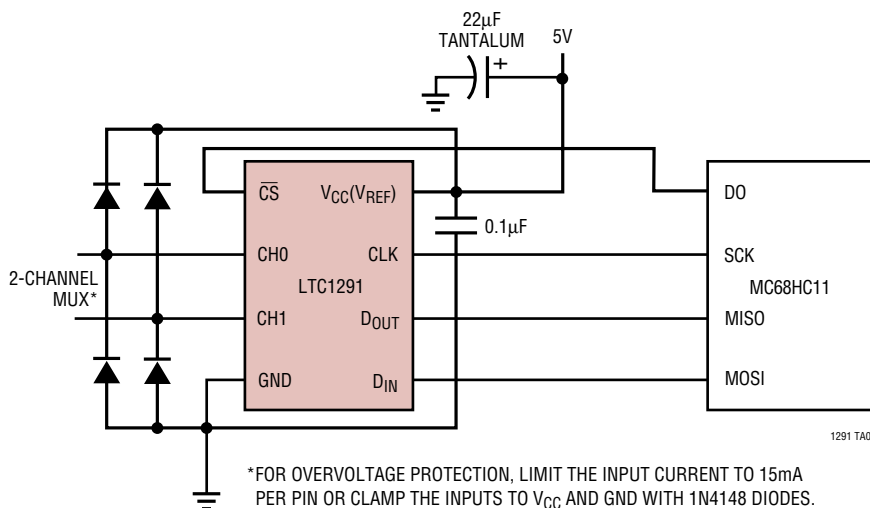 22μF
TANTALUM
5V
+
C̅S̅
VCC(VREF)
DO
0.1μF
CH0
CLK
SCK
2-CHANNEL
MUX*
LTC1291
MC68HC11
CH1
DOUT
MISO
GND
DIN
MOSI
1291 TA0
*FOR OVERVOLTAGE PROTECTION, LIMIT THE INPUT CURRENT TO 15mA
PER PIN OR CLAMP THE INPUTS TO VCC AND GND WITH 1N4148 DIODES.